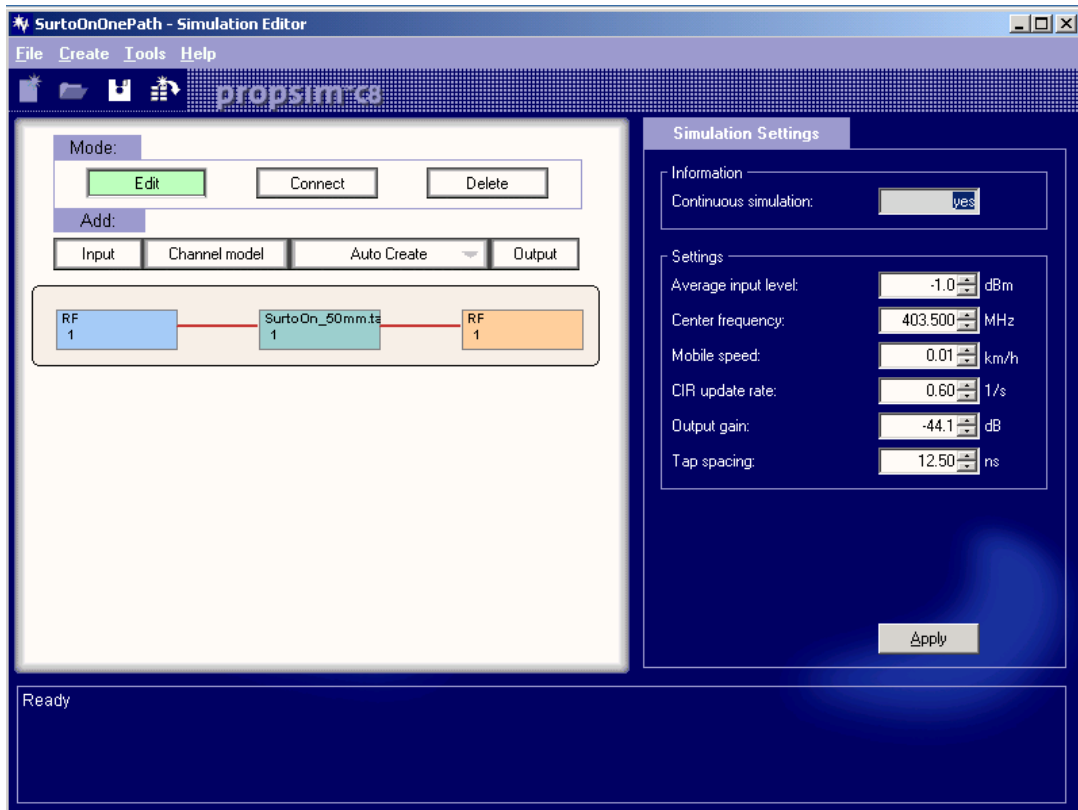 SurtoOnOnePath - Simulation Editor
File Create Tools Help
propsim™ C8
Mode:
Edit Connect Delete
Add:
Input Channel model Auto Create Output
RF
1
SurtoOn_50mm.ta
1
RF
1
Simulation Settings
Information
Continuous simulation: yes
Settings
Average input level: -1.0 dBm
Center frequency: 403.500 MHz
Mobile speed: 0.01 km/h
CIR update rate: 0.60 1/s
Output gain: -44.1 dB
Tap spacing: 12.50 ns
Apply
Ready